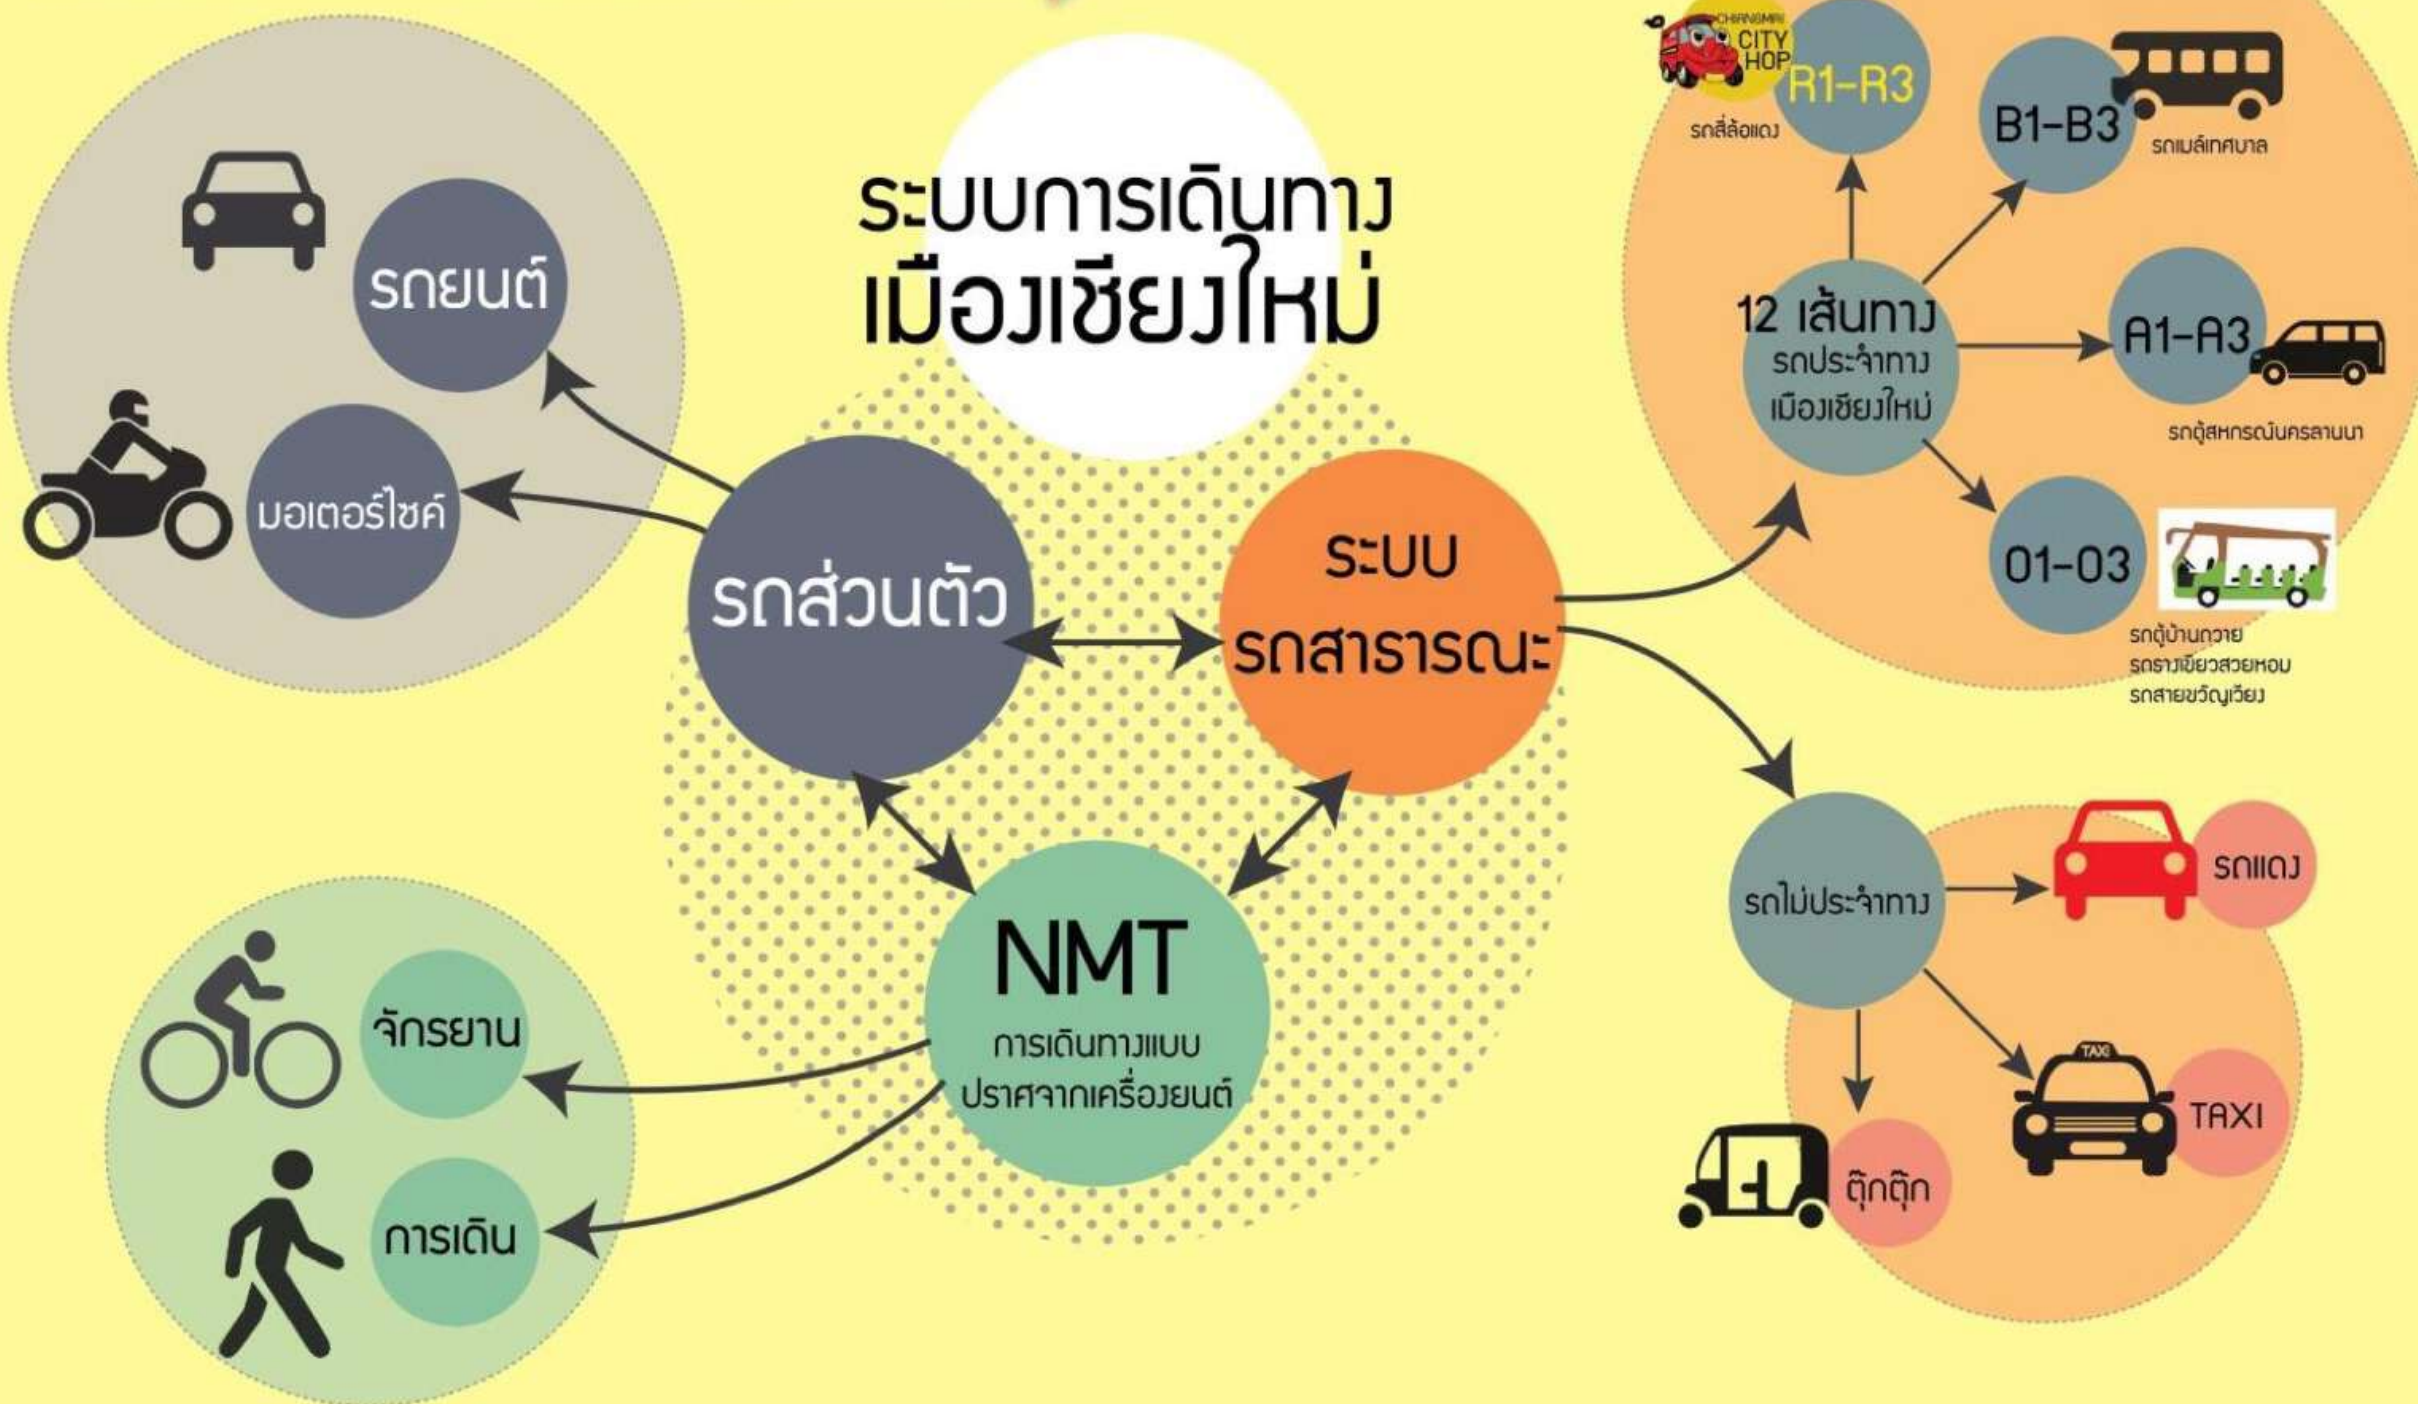 ระบบการเดินทาง
เมืองเชียงใหม่
รถยนต์
มอเตอร์ไซค์
รถส่วนตัว
ระบบ
รถสาธารณะ
NMT
การเดินทางแบบ
ปราศจากเครื่องยนต์
จักรยาน
การเดิน
CHIANGMAI
CITY
HOP
R1-R3
รถสี่ล้อแดง
B1-B3
รถเมล์เทศบาล
12 เส้นทาง
รถประจำทาง
เมืองเชียงใหม่
A1-A3
รถตู้สหกรณ์นครลานนา
O1-O3
รถตู้บ้านถวาย
รถรางเขียวสวยหอม
รถสายขวัญเวียง
รถไม่ประจำทาง
รถแดง
TAXI
TAXI
ตุ๊กตุ๊ก